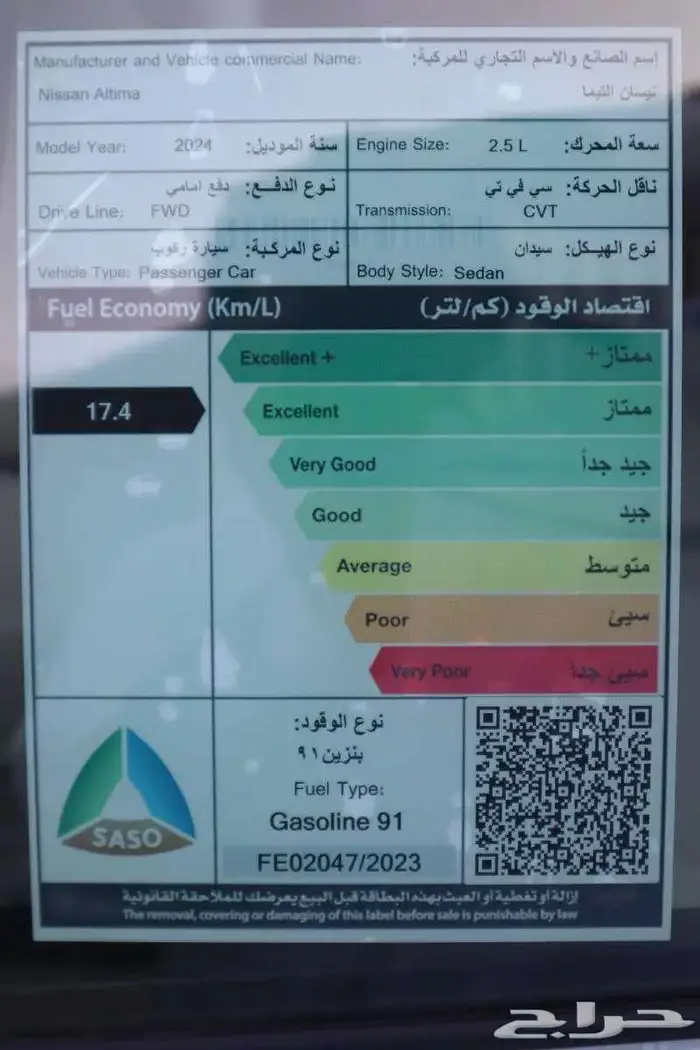 Manufacturer and Vehicle commercial Name: إسم الصانع والاسم التجاري للمركبة:
Nissan Altima نيسان التيما
Model Year: 2024 سنة الموديل:
Engine Size: 2.5 L سعة المحرك:
نوع الدفـــع: دفع امامي
Drive Line: FWD
ناقل الحركة: سي في تي
Transmission: CVT
نوع المركبة: سيارة ركوب
Vehicle Type: Passenger Car
نوع الهيكل: سيدان
Body Style: Sedan
Fuel Economy (Km/L) اقتصاد الوقود (كم/لتر)
Excellent + ممتاز +
17.4
Excellent ممتاز
Very Good جيد جداً
Good جيد
Average متوسط
Poor سيئ
Very Poor سيئ جداً
SASO
نوع الوقود:
بنزين ٩١
Fuel Type:
Gasoline 91
FE02047/2023
إزالة أو تغطية أو العبث بهذه البطاقة قبل البيع يعرضك للملاحقة القانونية
The removal, covering or damaging of this label before sale is punishable by law
حراج